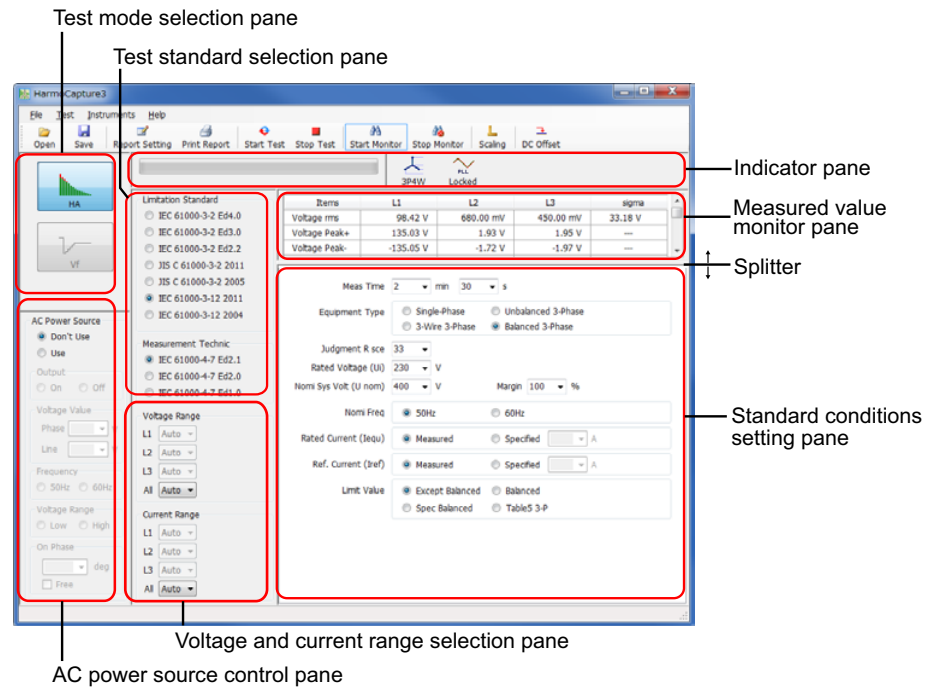 Test mode selection pane
Test standard selection pane
HarmoCapture3
File Test Instruments Help
Open Save Report Setting Print Report Start Test Stop Test Start Monitor Stop Monitor Scaling DC Offset
3P4W
PLL
Locked
Indicator pane
HA
Vf
Limitation Standard
IEC 61000-3-2 Ed4.0
IEC 61000-3-2 Ed3.0
IEC 61000-3-2 Ed2.2
JIS C 61000-3-2 2011
JIS C 61000-3-2 2005
IEC 61000-3-12 2011
IEC 61000-3-12 2004
Measurement Technic
IEC 61000-4-7 Ed2.1
IEC 61000-4-7 Ed2.0
IEC 61000-4-7 Ed1.0
Items L1 L2 L3 sigma
Voltage rms 98.42 V 680.00 mV 450.00 mV 33.18 V
Voltage Peak+ 135.03 V 1.93 V 1.95 V ---
Voltage Peak- -135.05 V -1.72 V -1.97 V ---
Measured value
monitor pane
Splitter
AC Power Source
Don't Use
Use
Output
On Off
Voltage Value
Phase
Line
Frequency
50Hz 60Hz
Voltage Range
Low High
On Phase
deg
Free
Voltage Range
L1 Auto
L2 Auto
L3 Auto
All Auto
Current Range
L1 Auto
L2 Auto
L3 Auto
All Auto
Meas Time 2 min 30 s
Equipment Type Single-Phase Unbalanced 3-Phase
3-Wire 3-Phase Balanced 3-Phase
Judgment R sce 33
Rated Voltage (Ui) 230 V
Nomi Sys Volt (U nom) 400 V Margin 100 %
Nomi Freq 50Hz 60Hz
Rated Current (Iequ) Measured Specified A
Ref. Current (Iref) Measured Specified A
Limit Value Except Balanced Balanced
Spec Balanced Table5 3-P
Standard conditions
setting pane
Voltage and current range selection pane
AC power source control pane